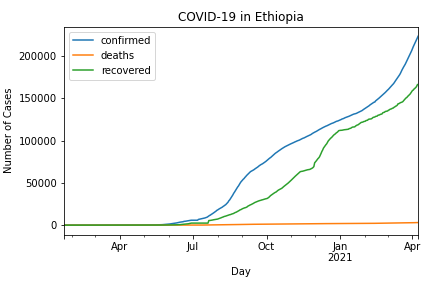 COVID-19 in Ethiopia
confirmed
deaths
recovered
Number of Cases
200000
150000
100000
50000
0
Apr
Jul
Oct
Jan
2021
Apr
Day